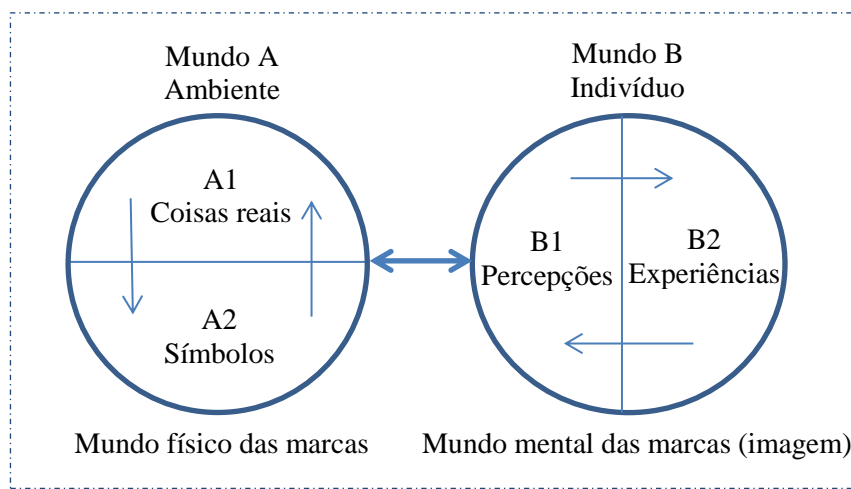 Mundo A
Ambiente
A1
Coisas reais
A2
Símbolos
Mundo físico das marcas
Mundo B
Indivíduo
B1
Percepções
B2
Experiências
Mundo mental das marcas (imagem)